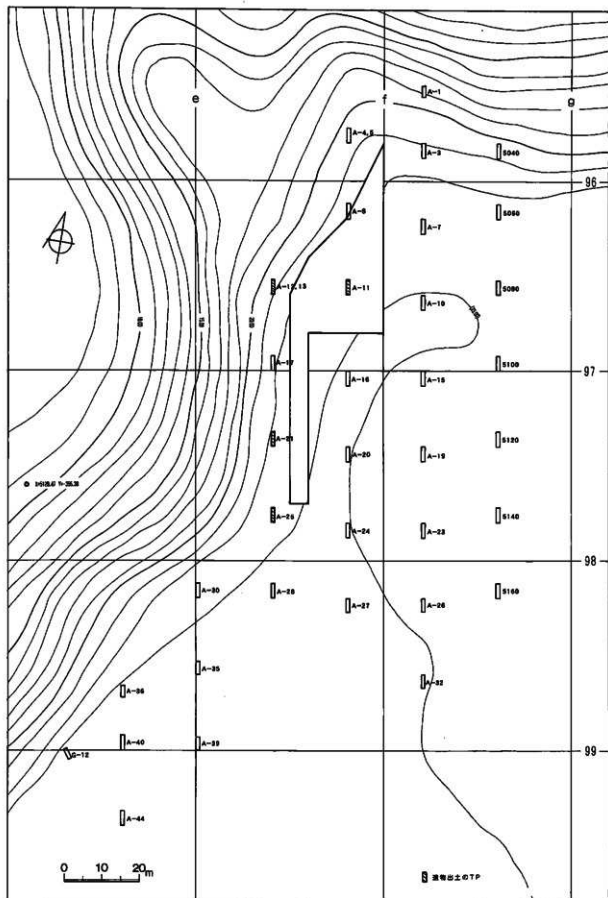 A-1
e
f
g
A-4,5
A-3
5040
96
A-6
5060
A-7
A-12,13
A-11
5080
A-10
A-17
5100
97
A-16
A-15
A-21
5120
A-20
A-19
A-25
5140
A-24
A-23
98
A-30
A-28
5160
A-27
A-26
A-35
A-32
A-36
A-40
A-39
99
C-12
A-44
0 10 20m
遺物出土のTP